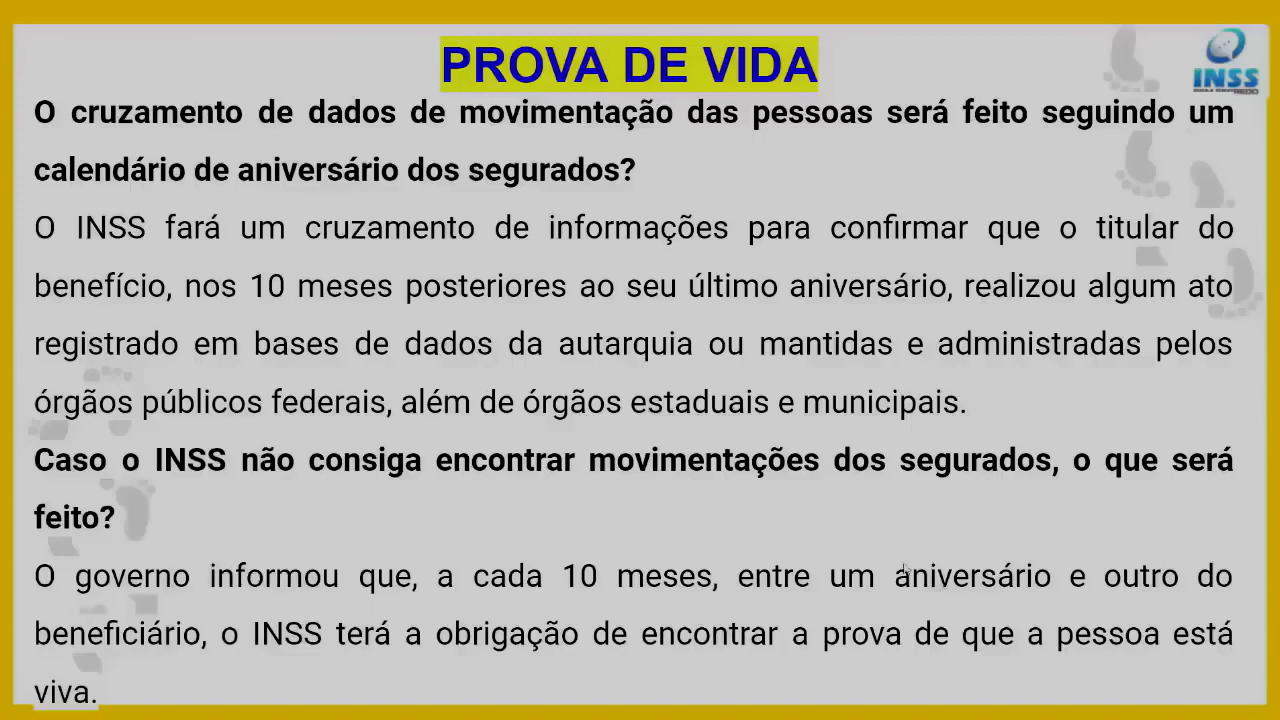 PROVA DE VIDA
INSS
O cruzamento de dados de movimentação das pessoas será feito seguindo um
calendário de aniversário dos segurados?
O INSS fará um cruzamento de informações para confirmar que o titular do
benefício, nos 10 meses posteriores ao seu último aniversário, realizou algum ato
registrado em bases de dados da autarquia ou mantidas e administradas pelos
órgãos públicos federais, além de órgãos estaduais e municipais.
Caso o INSS não consiga encontrar movimentações dos segurados, o que será
feito?
O governo informou que, a cada 10 meses, entre um aniversário e outro do
beneficiário, o INSS terá a obrigação de encontrar a prova de que a pessoa está
viva.